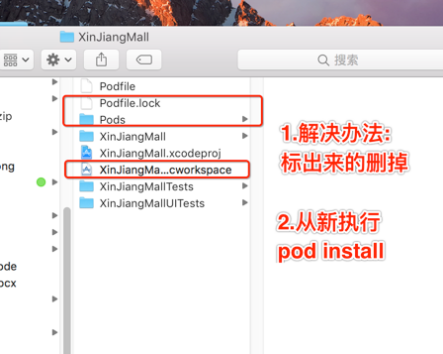 XinJiangMall
搜索
Podfile
Podfile.lock
Pods
XinJiangMall
XinJiangMall.xcodeproj
XinJiangMa...cworkspace
XinJiangMallTests
XinJiangMallUITests
zip
ong
ode
ocx
1.解决办法:
标出来的删掉
2.从新执行
pod install